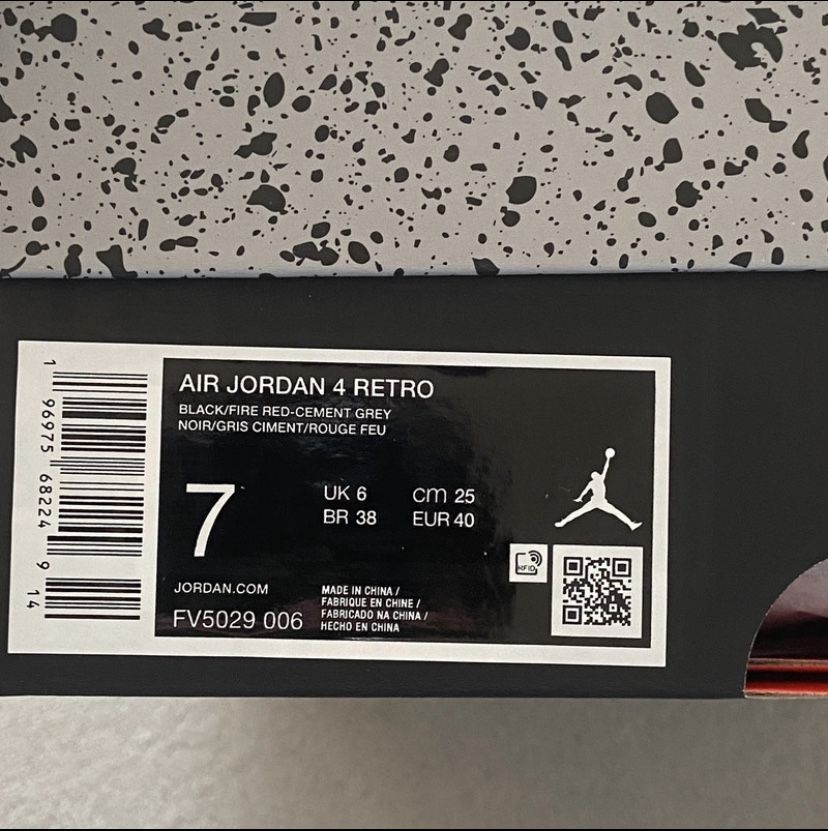 AIR JORDAN 4 RETRO
BLACK/FIRE RED-CEMENT GREY
NOIR/GRIS CIMENT/ROUGE FEU
7
UK 6 cm 25
BR 38 EUR 40
JORDAN.COM
FV5029 006
MADE IN CHINA /
FABRIQUE EN CHINE /
FABRICADO NA CHINA /
HECHO EN CHINA
RFID
1 96975 68224 9 14